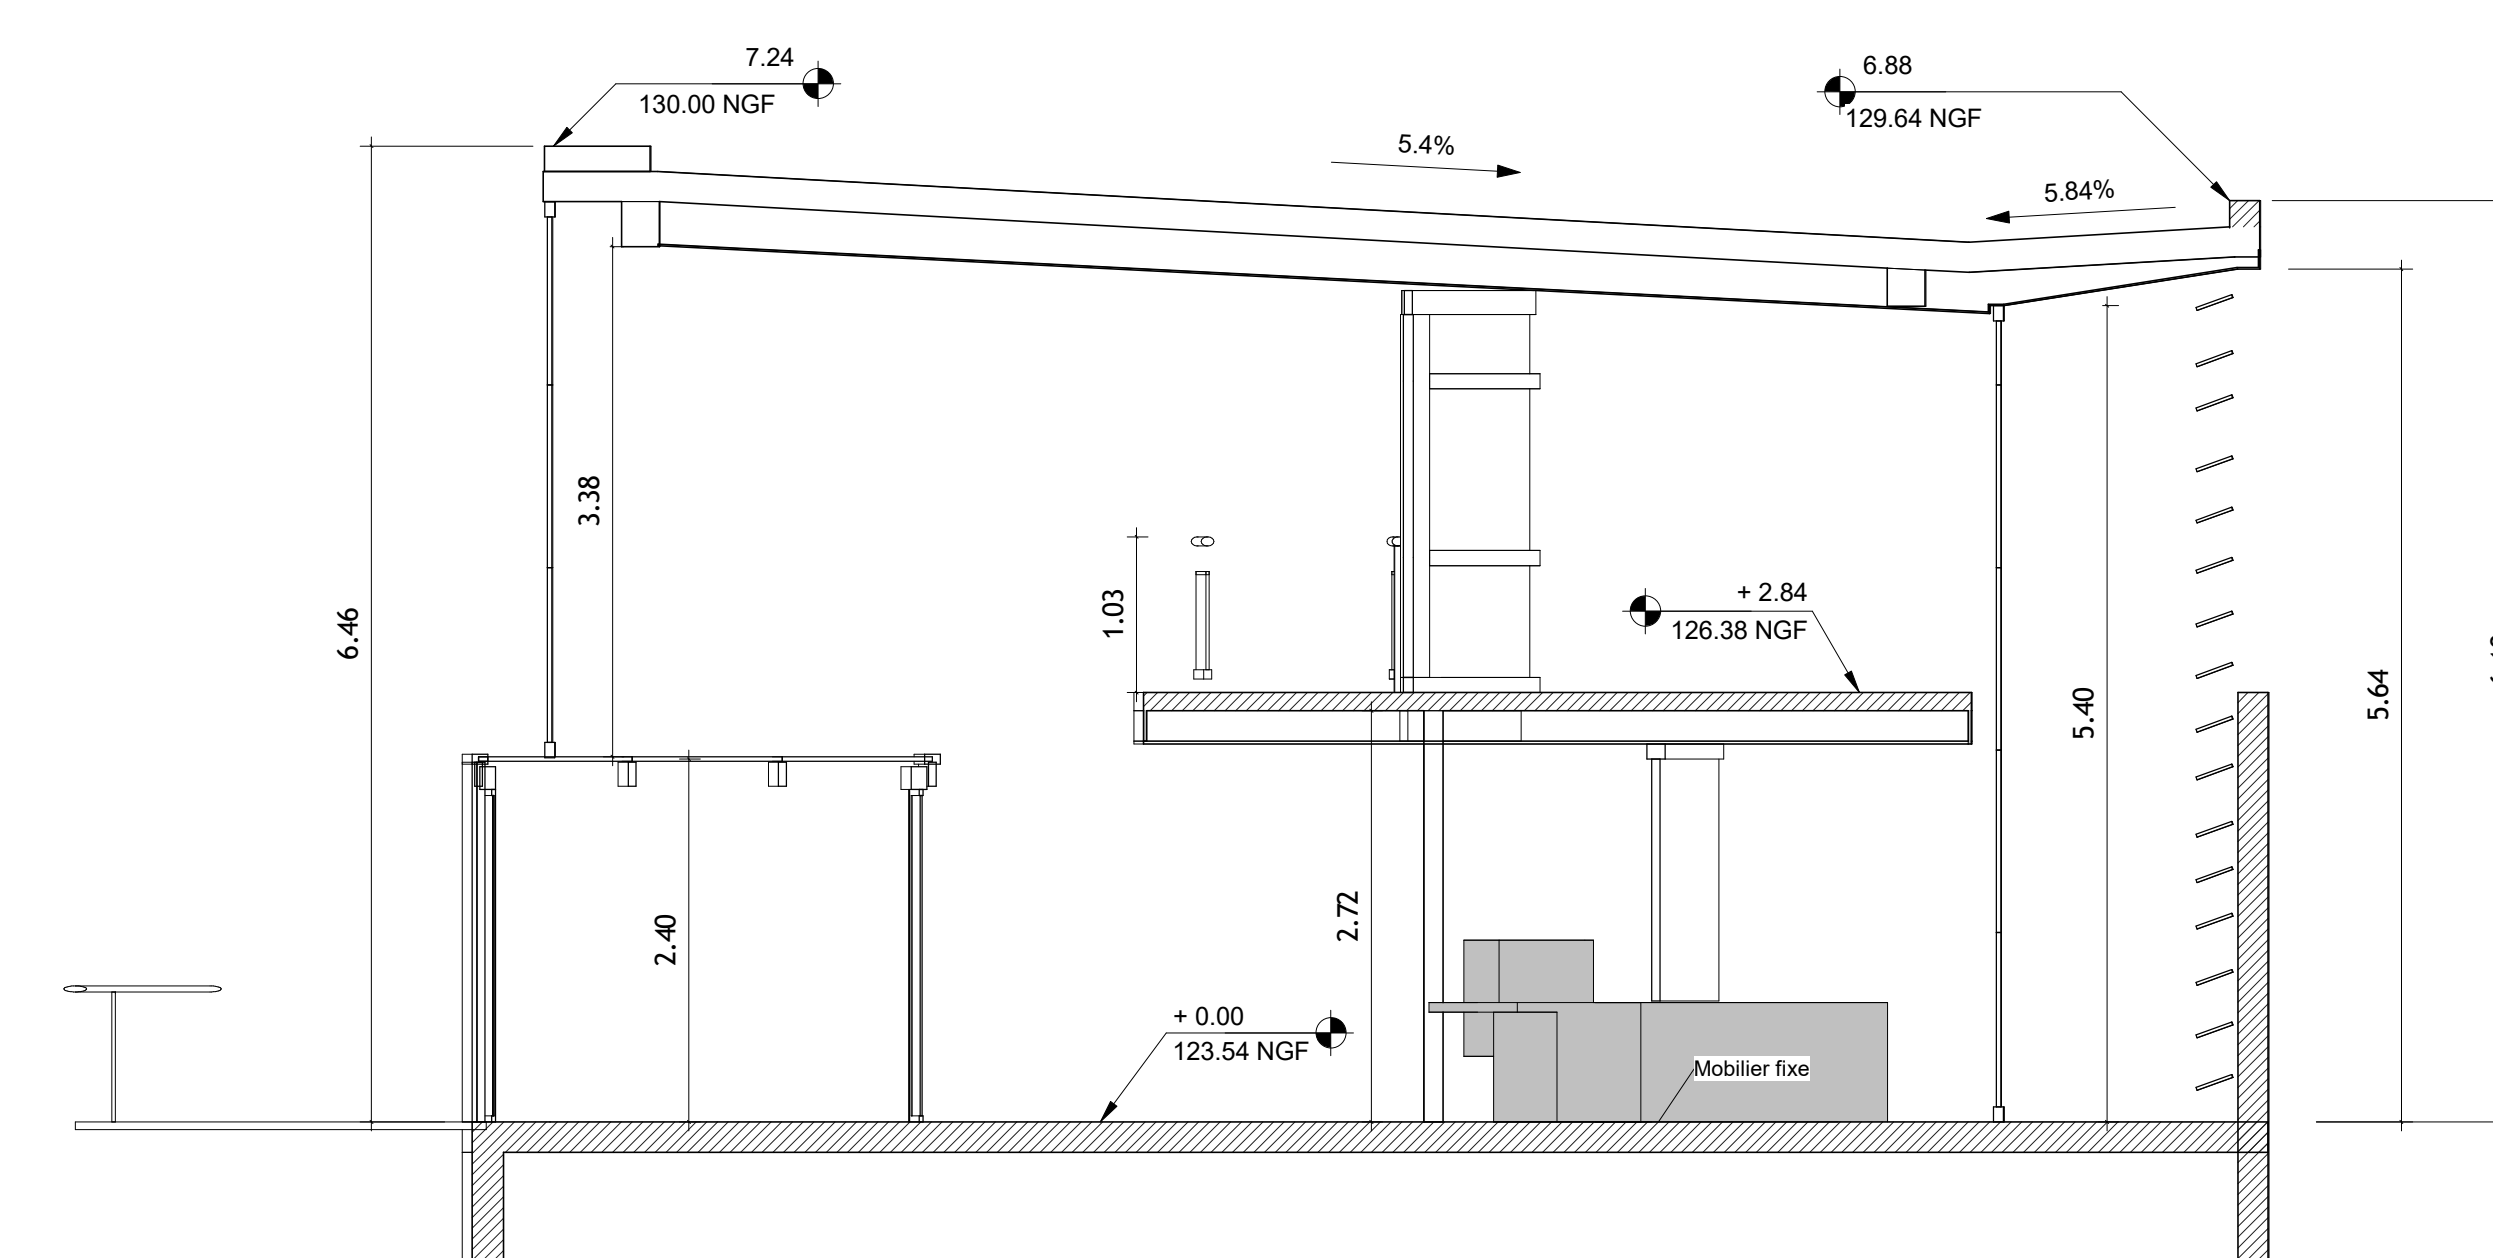 7.24
130.00 NGF
6.88
129.64 NGF
5.4%
5.84%
3.38
6.46
1.03
+ 2.84
126.38 NGF
5.40
5.64
2.40
2.72
+ 0.00
123.54 NGF
Mobilier fixe